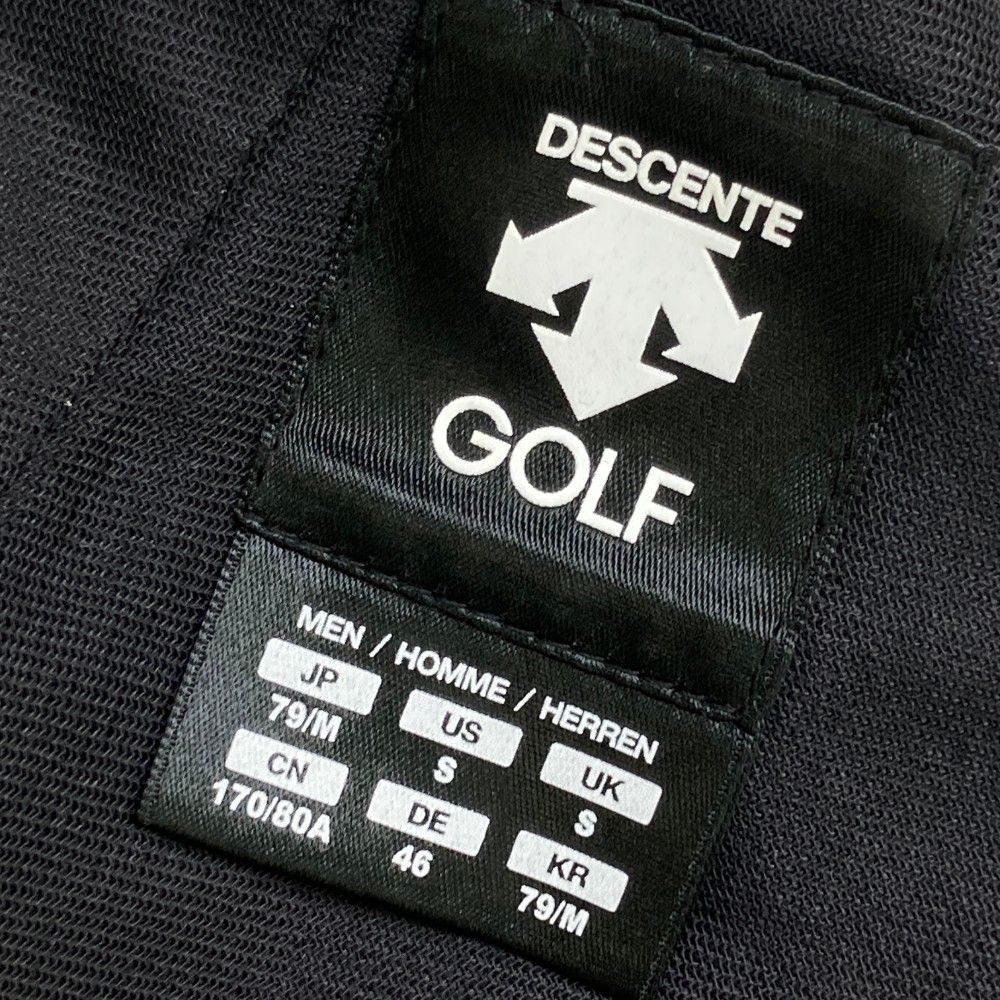 DESCENTE
GOLF
MEN / HOMME / HERREN
JP US UK
79/M S S
CN DE KR
170/80A 46 79/M